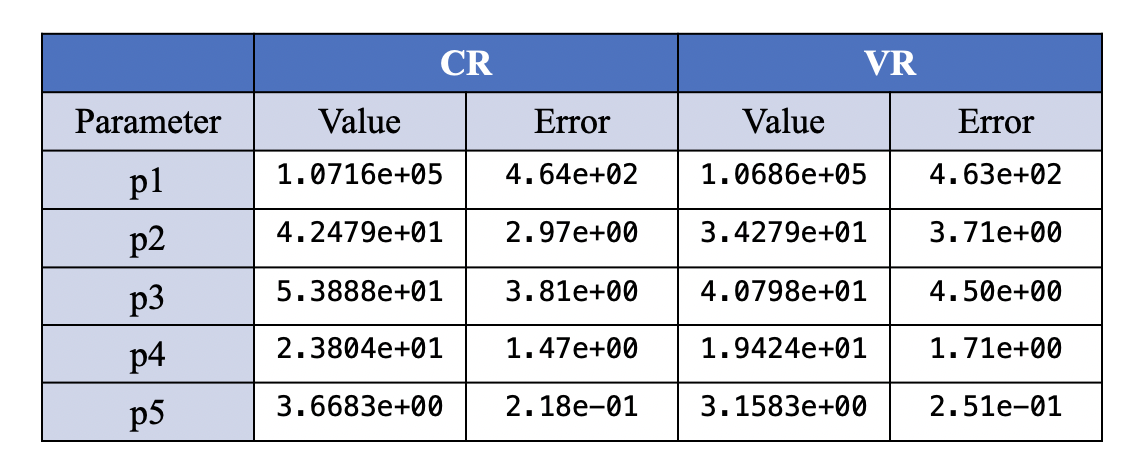 CR VR
Parameter Value Error Value Error
p1 1.0716e+05 4.64e+02 1.0686e+05 4.63e+02
p2 4.2479e+01 2.97e+00 3.4279e+01 3.71e+00
p3 5.3888e+01 3.81e+00 4.0798e+01 4.50e+00
p4 2.3804e+01 1.47e+00 1.9424e+01 1.71e+00
p5 3.6683e+00 2.18e-01 3.1583e+00 2.51e-01